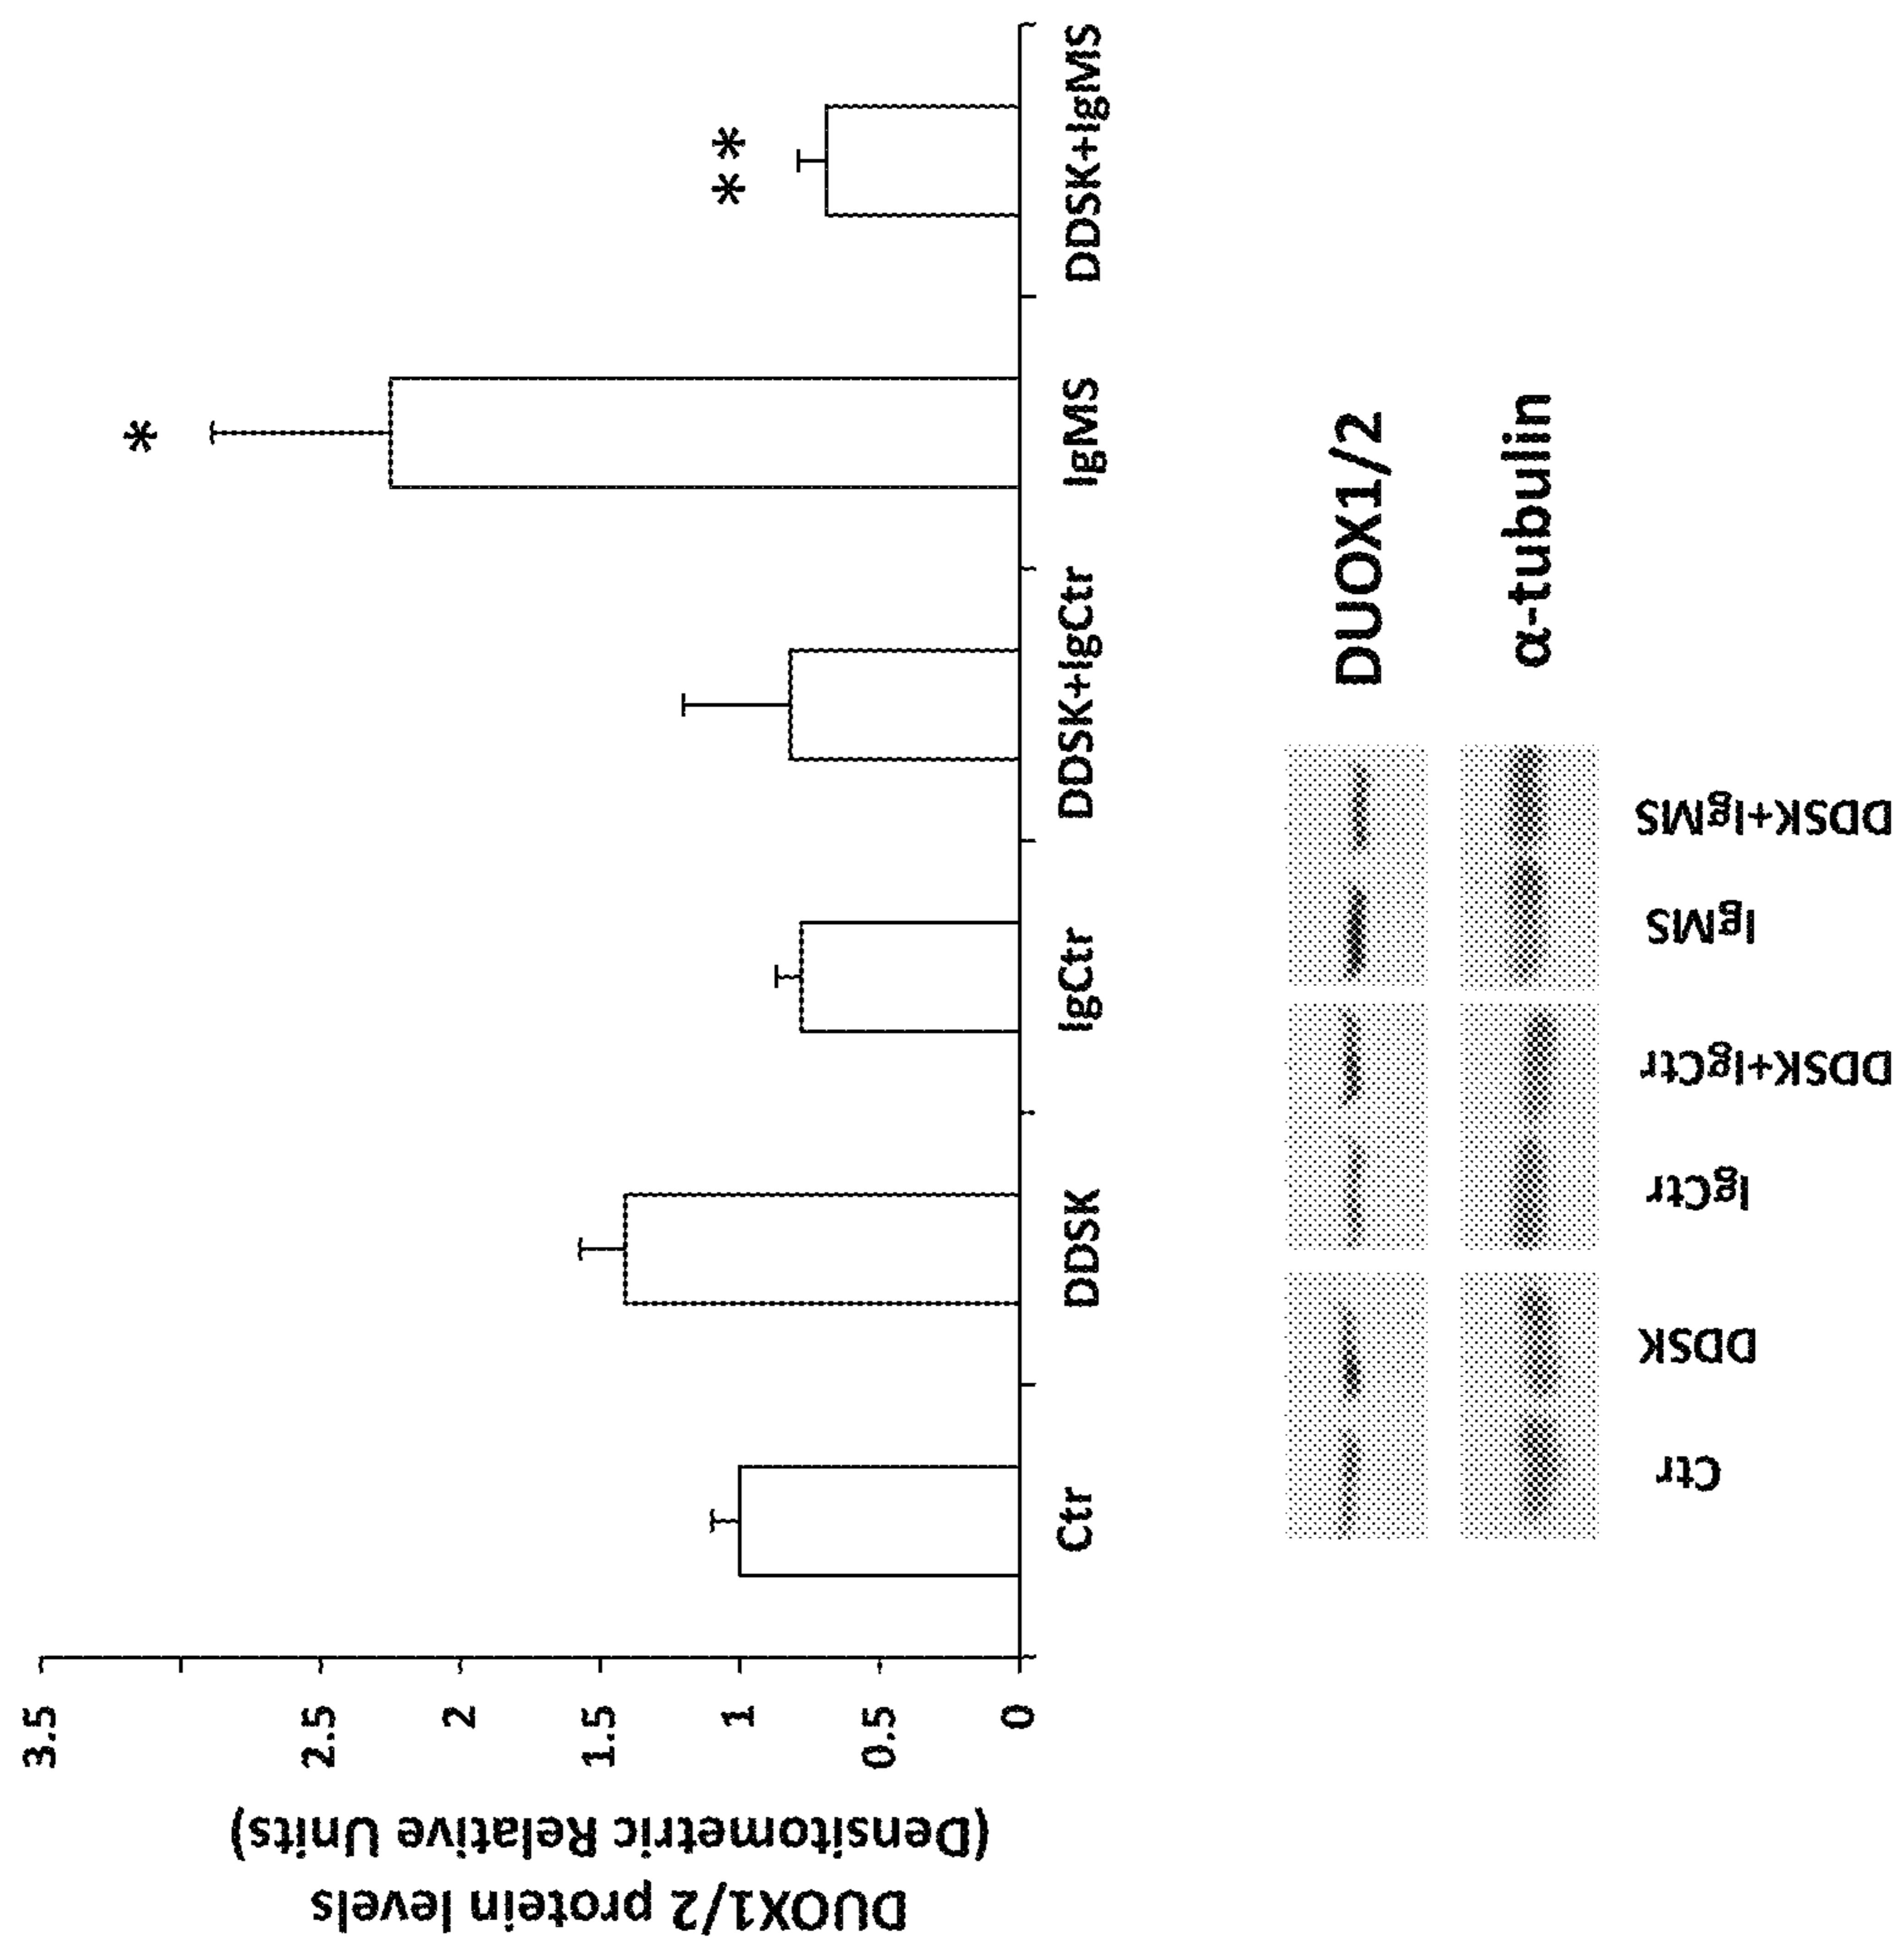 DUOX1/2 protein levels
(Densitometric Relative Units)
3.5
2.5
2
1.5
1
0.5
0
*
**
Ctr
DDSK
IgCtr
DDSK+IgCtr
IgMS
DDSK+IgMS
DUOX1/2
α-tubulin
Ctr
DDSK
IgCtr
DDSK+IgCtr
IgMS
DDSK+IgMS